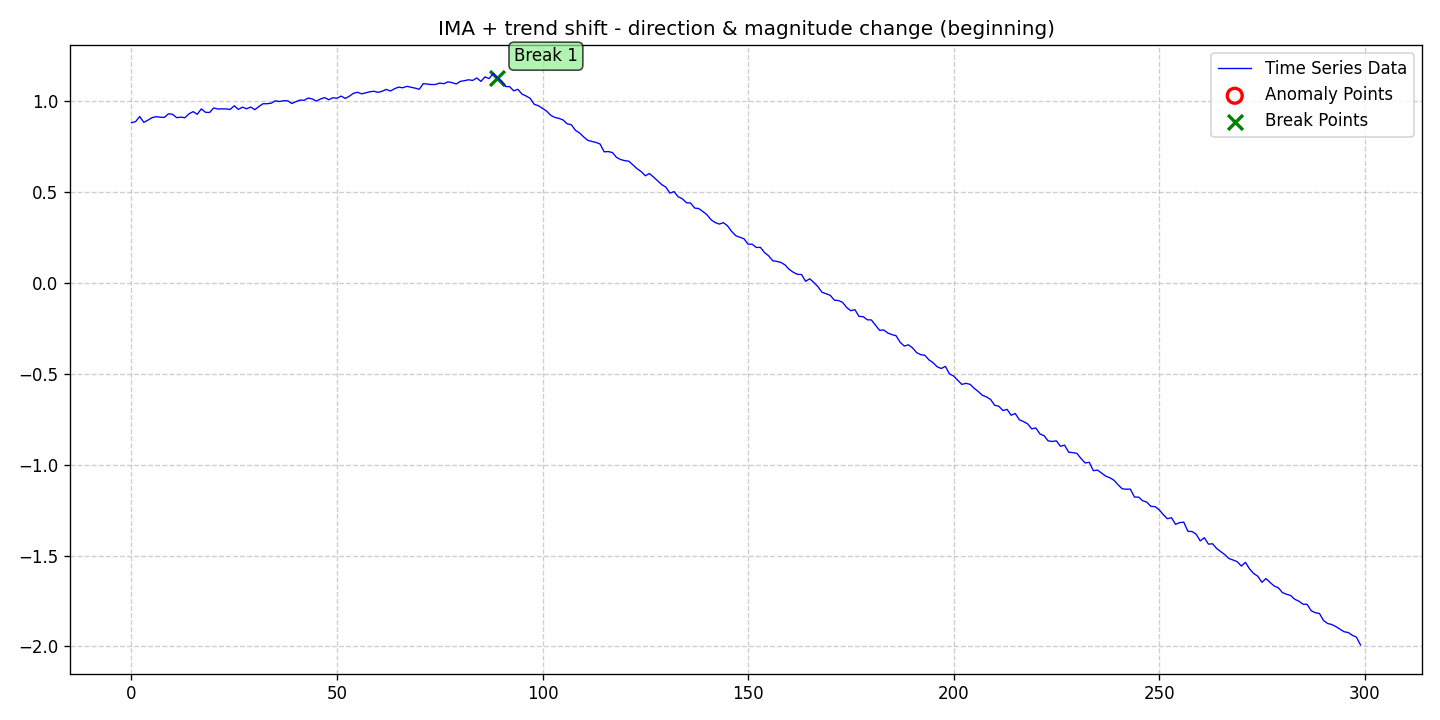 IMA + trend shift - direction & magnitude change (beginning)
Break 1
Time Series Data
Anomaly Points
Break Points
1.0
0.5
0.0
−0.5
−1.0
−1.5
−2.0
0 50 100 150 200 250 300